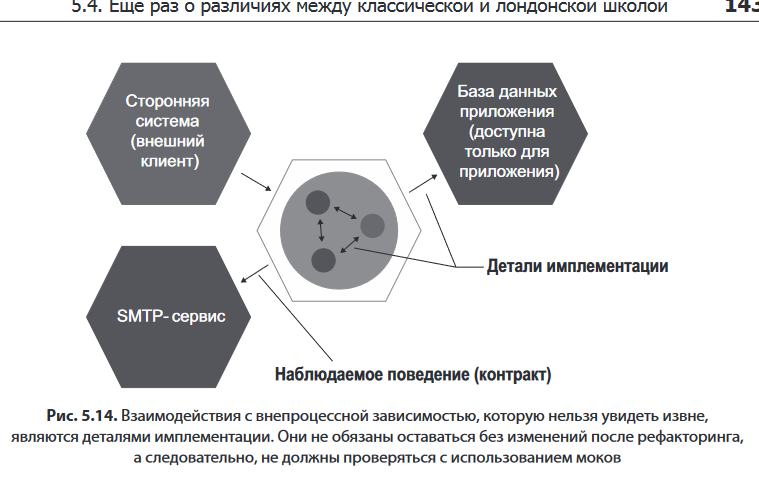 5.4. Еще раз о различиях между классической и лондонской школой 143
Сторонняя
система
(внешний
клиент)
База данных
приложения
(доступна
только для
приложения)
Детали имплементации
SMTP- сервис
Наблюдаемое поведение (контракт)
Рис. 5.14. Взаимодействия с внепроцессной зависимостью, которую нельзя увидеть извне,
являются деталями имплементации. Они не обязаны оставаться без изменений после рефакторинга,
а следовательно, не должны проверяться с использованием моков